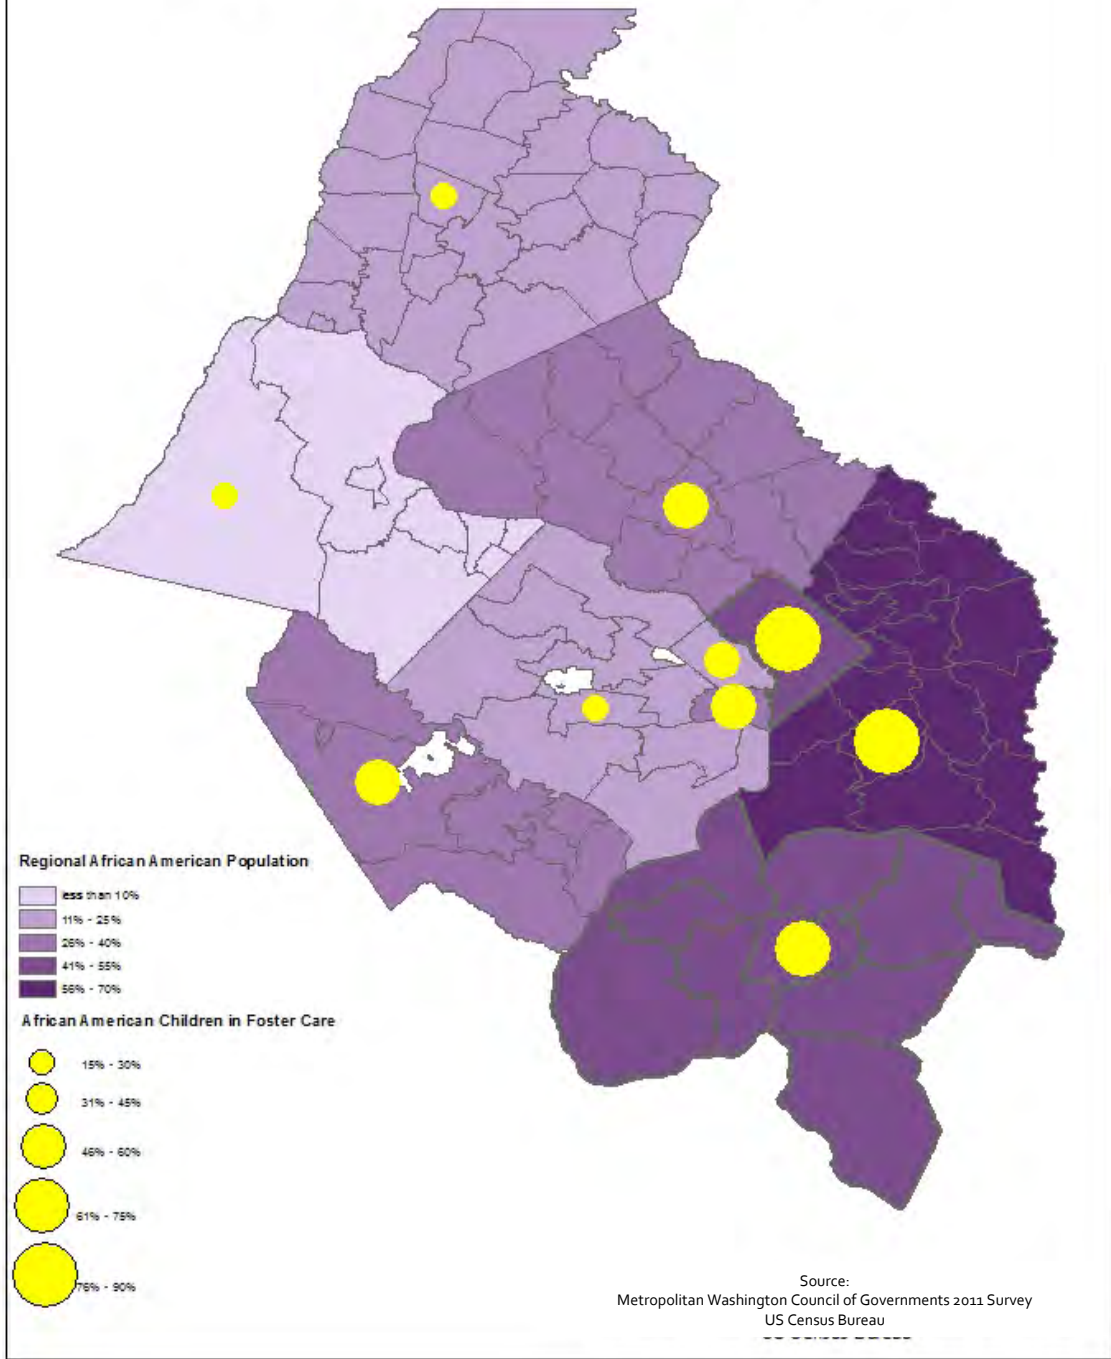 Regional African American Population
less than 10%
11% - 25%
26% - 40%
41% - 55%
56% - 70%
African American Children in Foster Care
15% - 30%
31% - 45%
46% - 60%
61% - 75%
76% - 90%
Source:
Metropolitan Washington Council of Governments 2011 Survey
US Census Bureau